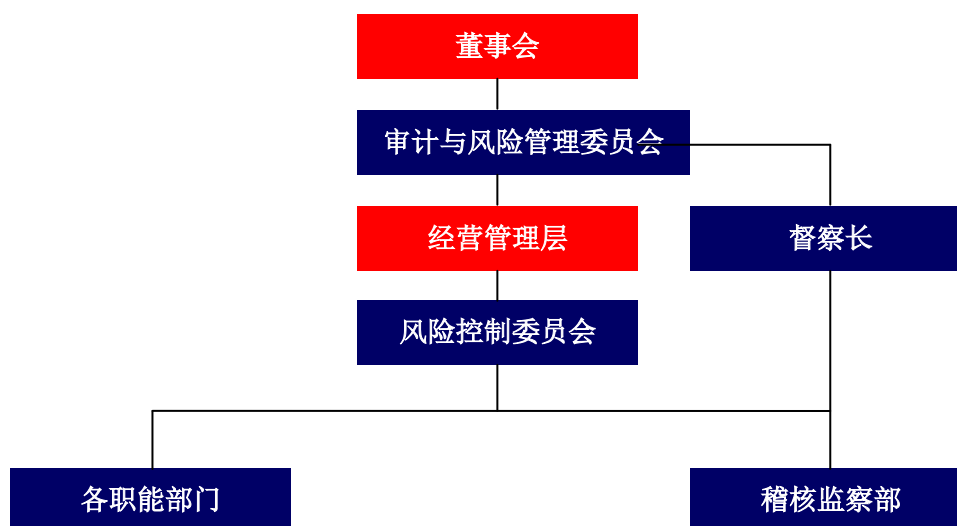 董事会
审计与风险管理委员会
经营管理层
督察长
风险控制委员会
各职能部门
稽核监察部